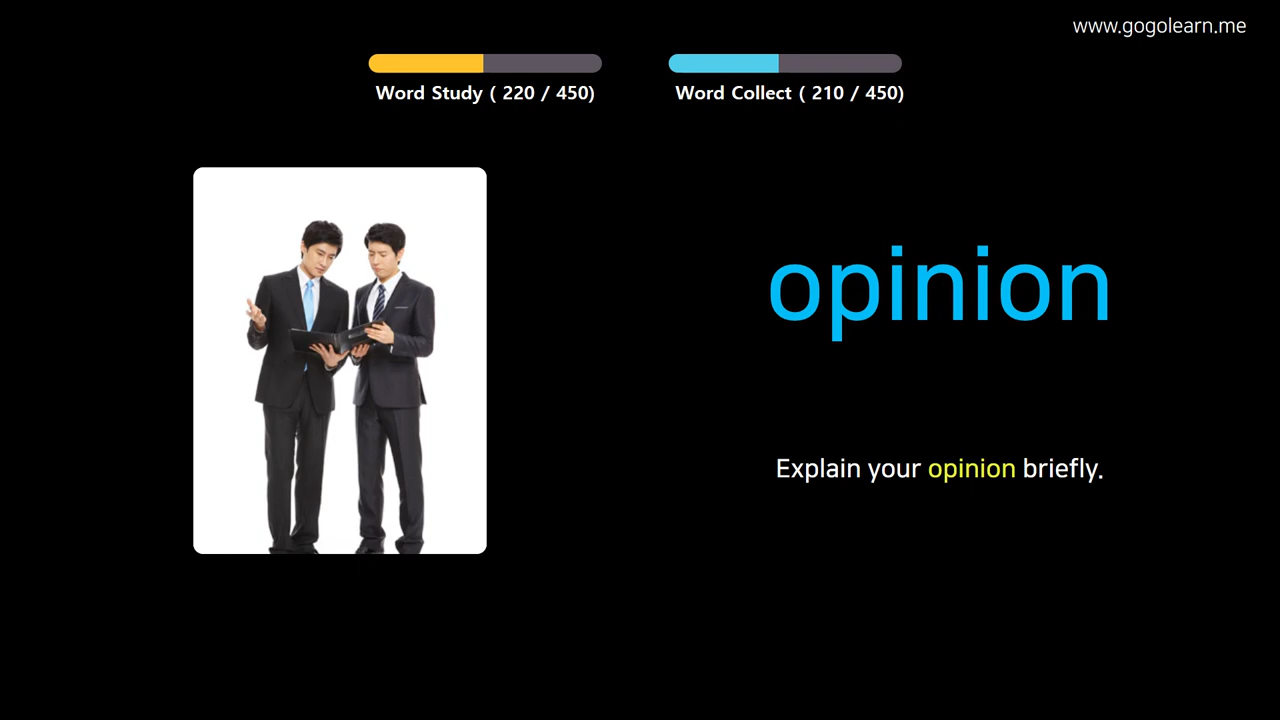 www.gogolearn.me
Word Study ( 220 / 450)
Word Collect ( 210 / 450)
opinion
Explain your opinion briefly.